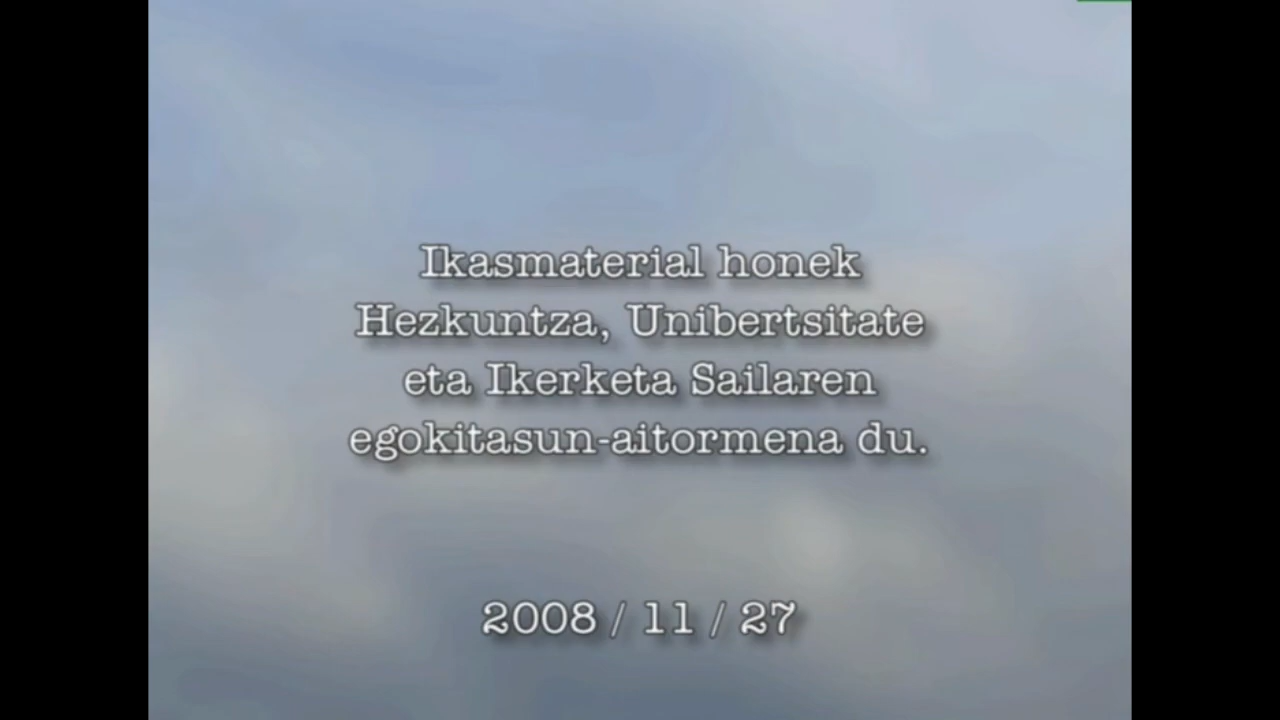 Ikasmaterial honek
Hezkuntza, Unibertsitate
eta Ikerketa Sailaren
egokitasun-aitormena du.
2008 / 11 / 27